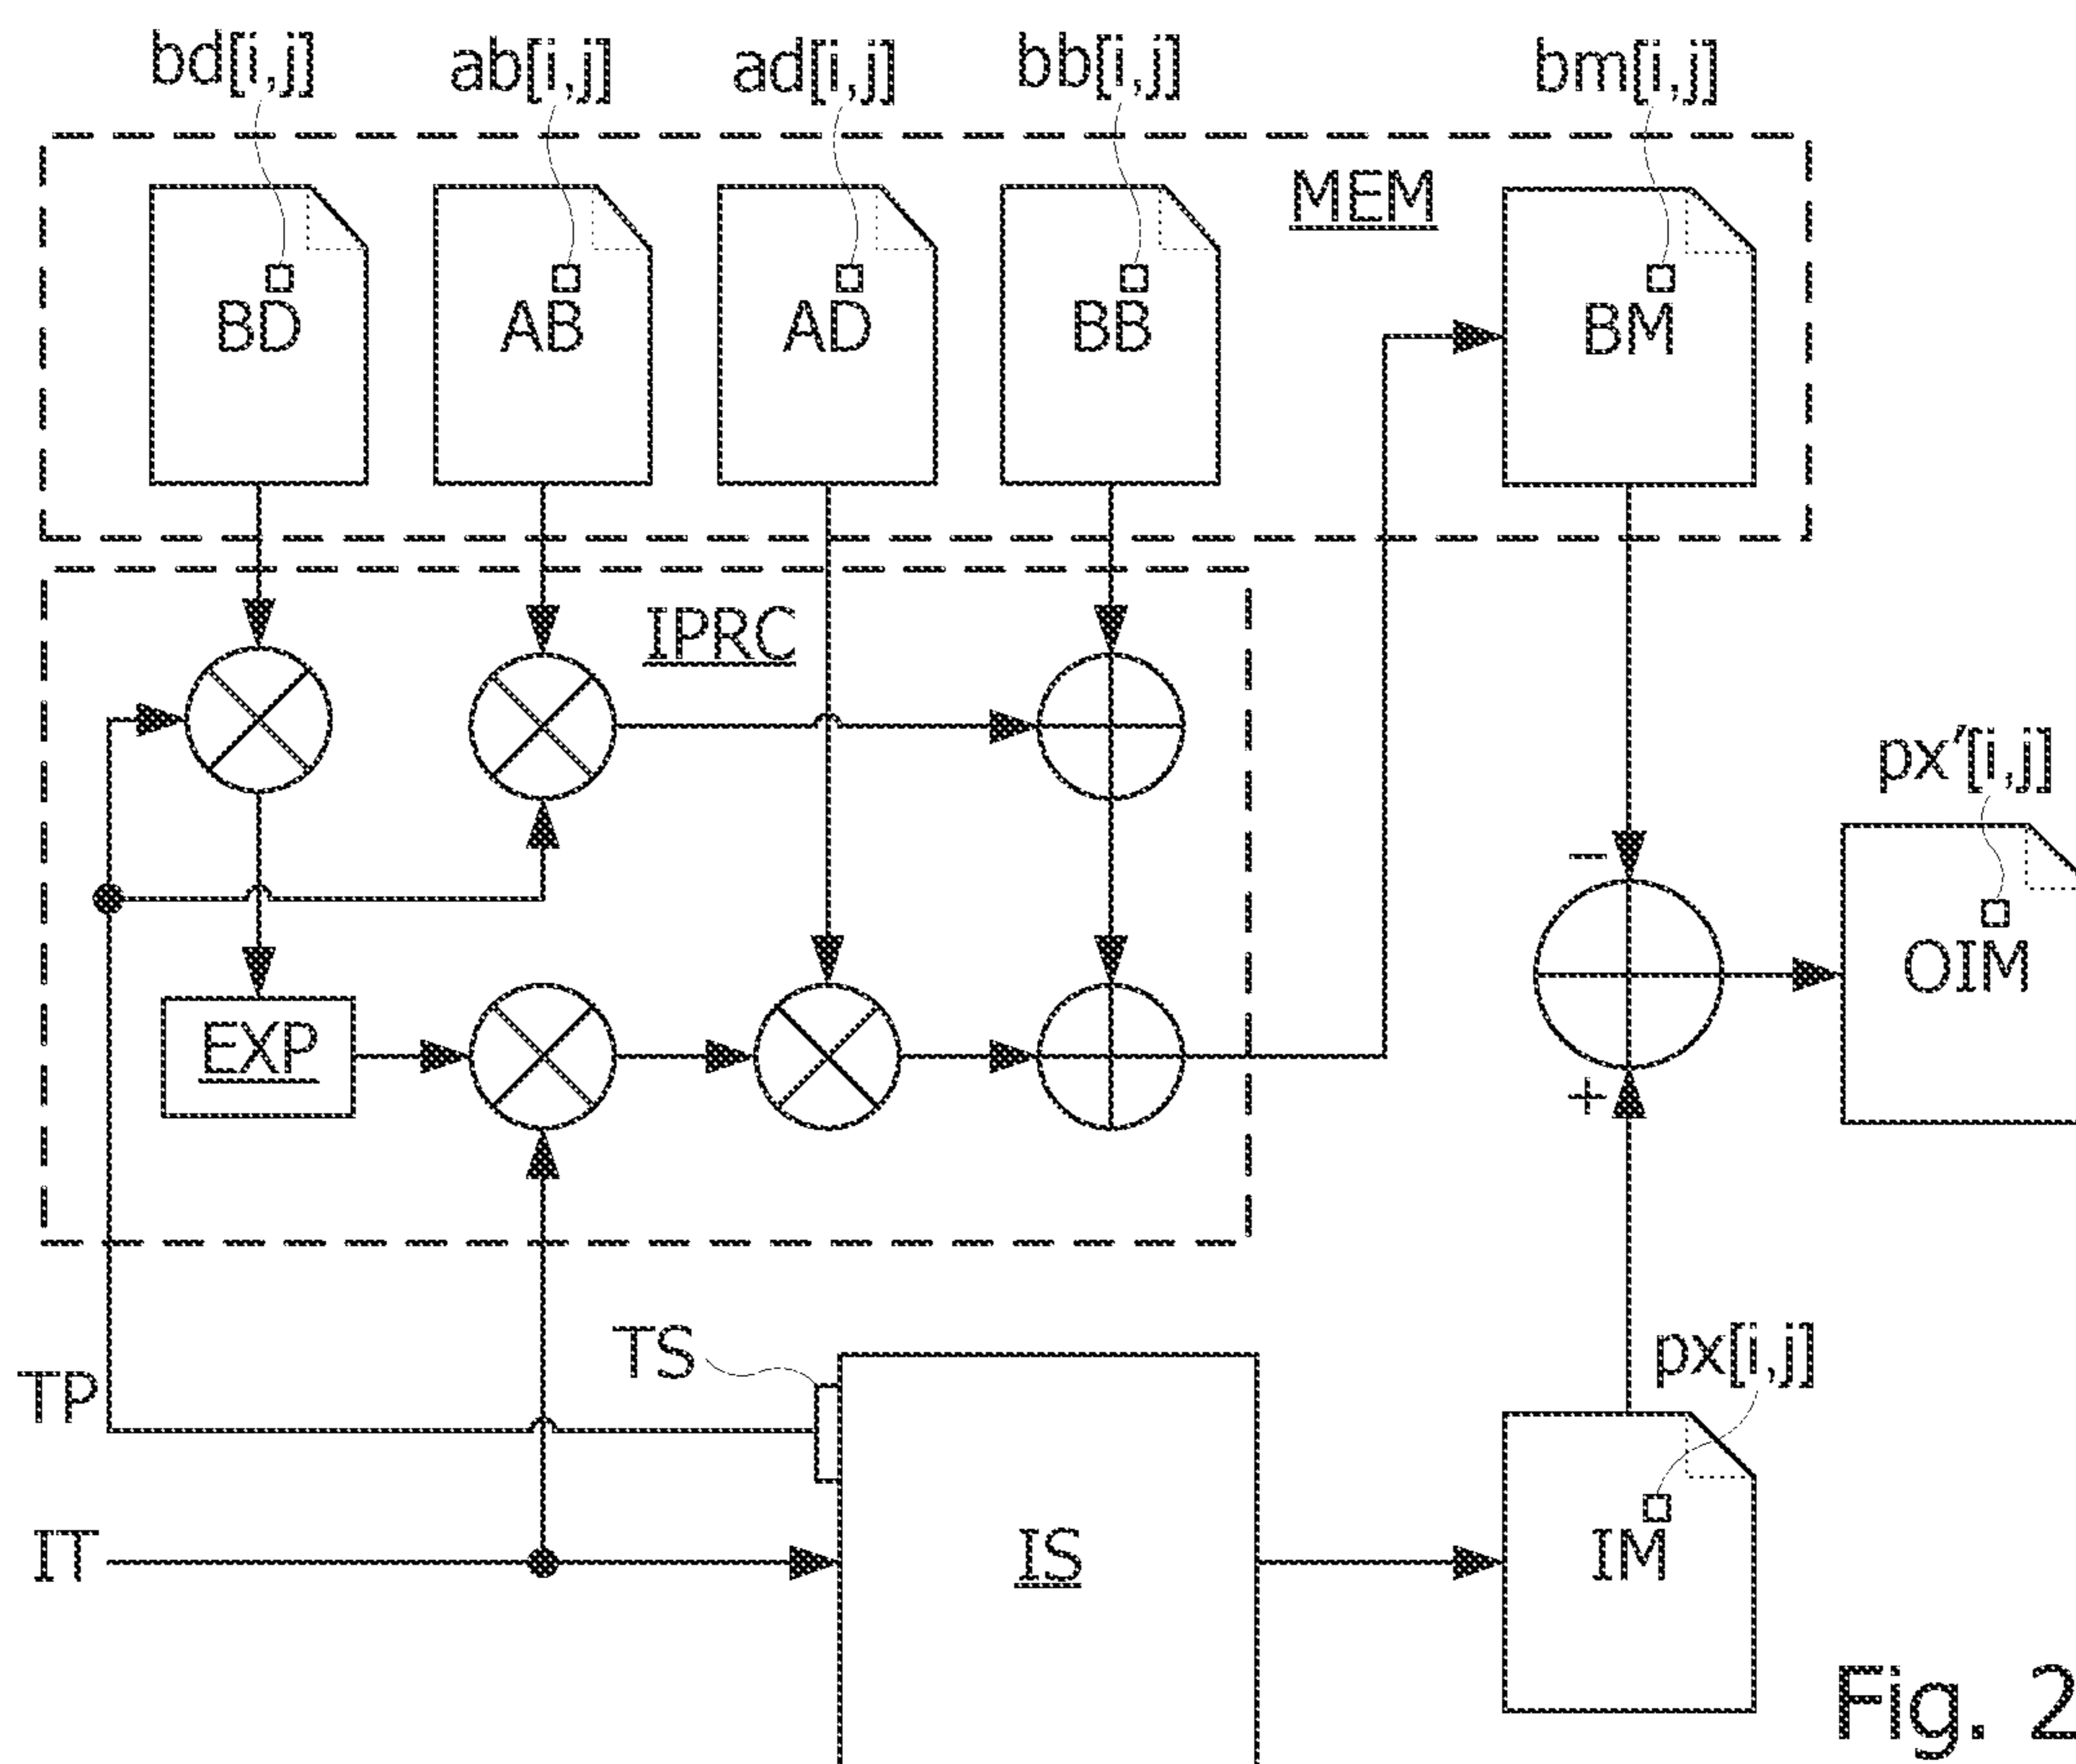 bd[i,j] ab[i,j] ad[i,j] bb[i,j] bm[i,j]
MEM
BD AB AD BB BM
IPRC
px'[i,j]
−
OIM
EXP
+
TS
px[i,j]
TP
IT
IS
IM
Fig. 2